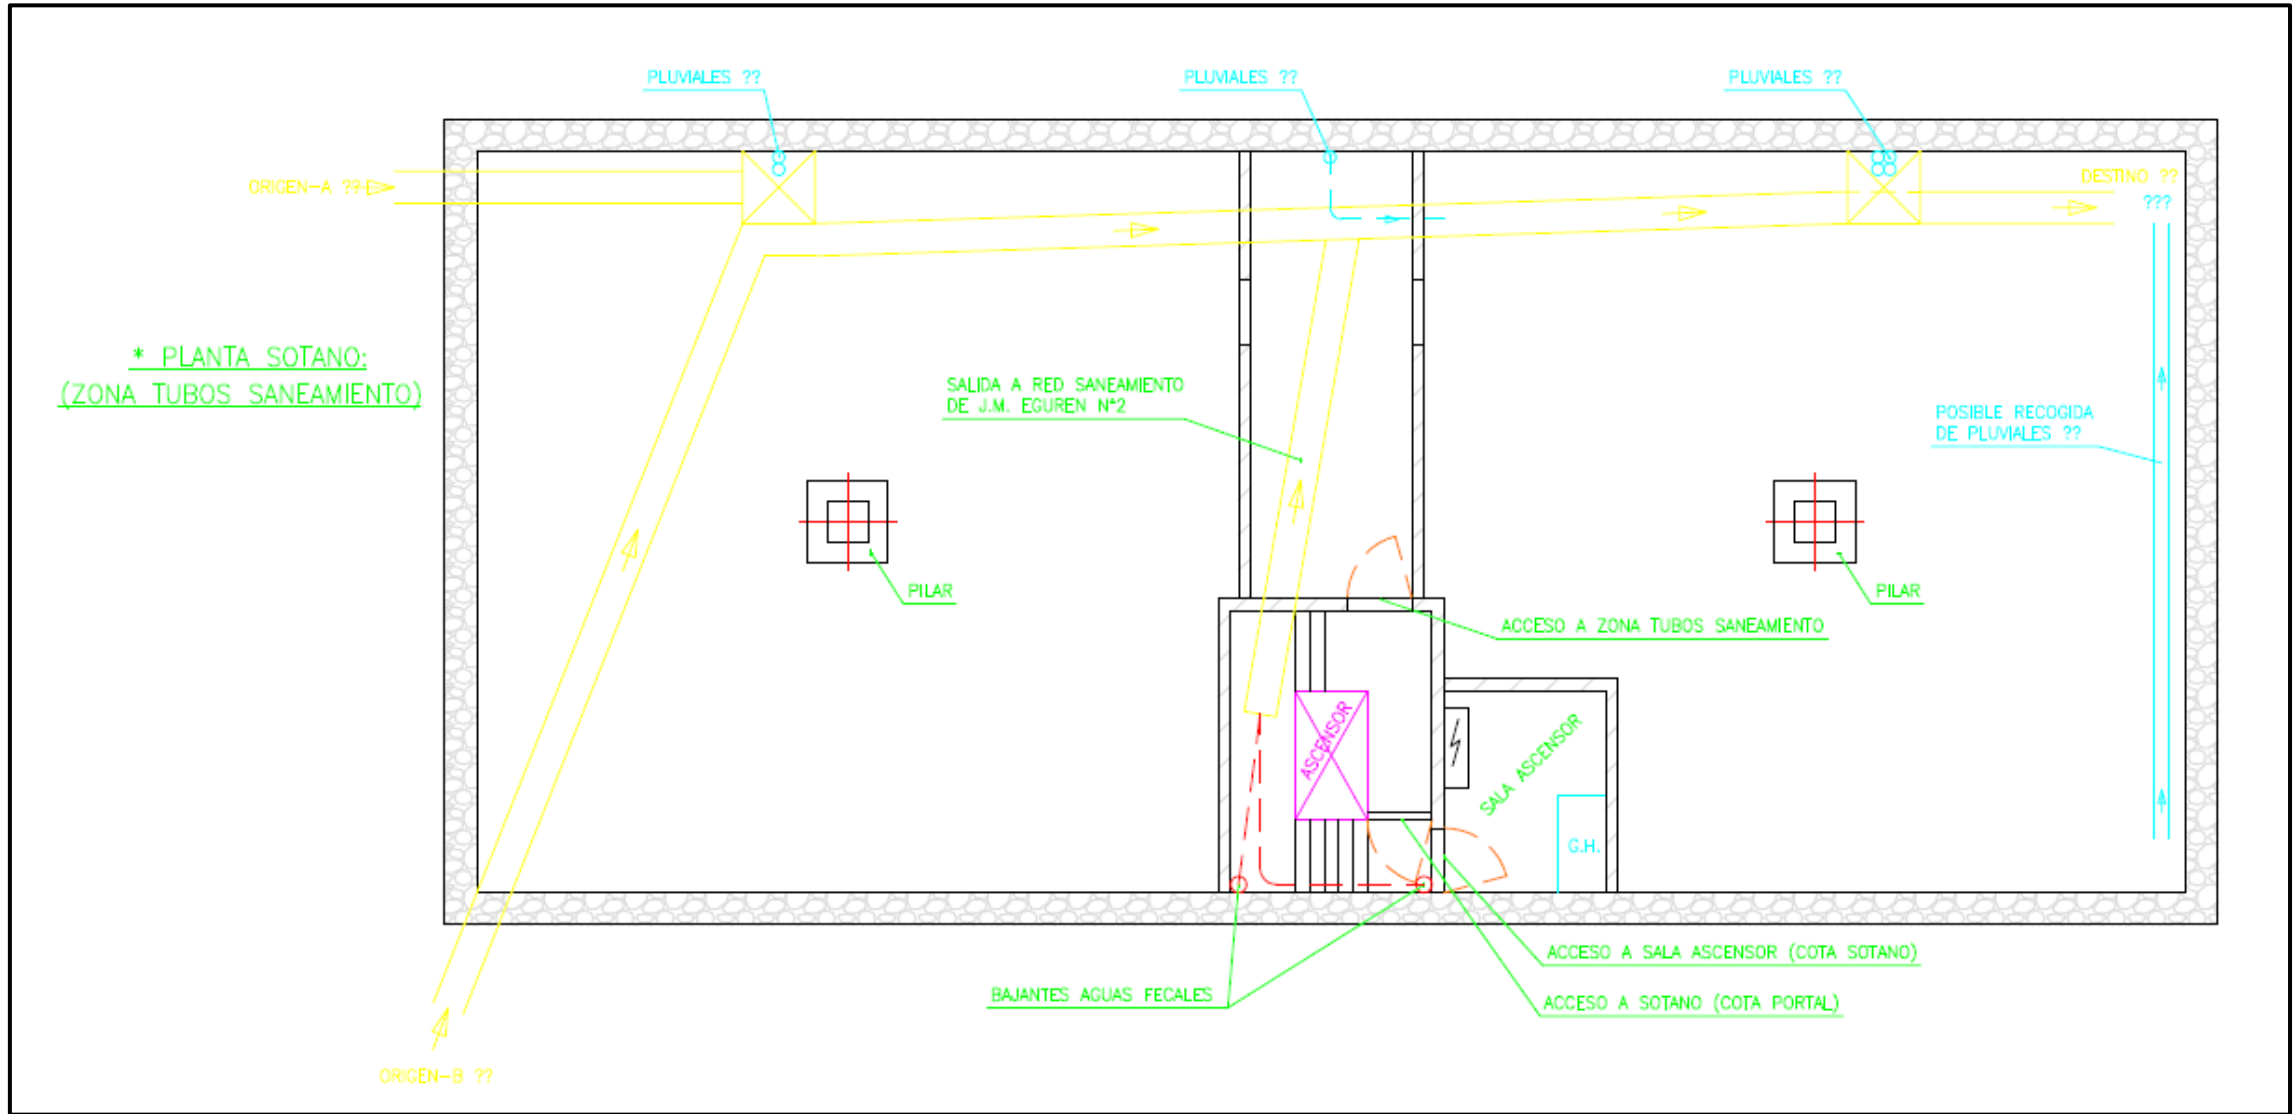 PLUVIALES ??
PLUVIALES ??
PLUVIALES ??
ORIGEN-A ??
DESTINO ??
???
* PLANTA SOTANO:
(ZONA TUBOS SANEAMIENTO)
SALIDA A RED SANEAMIENTO
DE J.M. EGUREN Nª2
POSIBLE RECOGIDA
DE PLUVIALES ??
PILAR
PILAR
ACCESO A ZONA TUBOS SANEAMIENTO
ASCENSOR
SALA ASCENSOR
G.H.
ACCESO A SALA ASCENSOR (COTA SOTANO)
BAJANTES AGUAS FECALES
ACCESO A SOTANO (COTA PORTAL)
ORIGEN-B ??